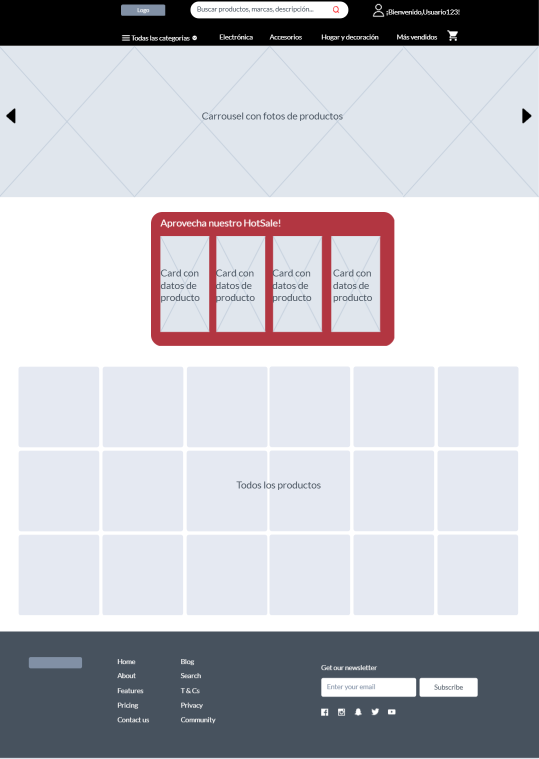 Logo
Buscar productos, marcas, descripción...
¡Bienvenido,Usuario123!
Todas las categorías
Electrónica
Accesorios
Hogar y decoración
Más vendidos
Carrousel con fotos de productos
Aprovecha nuestro HotSale!
Card con
datos de
producto
Card con
datos de
producto
Card con
datos de
producto
Card con
datos de
producto
Todos los productos
Home
About
Features
Pricing
Contact us
Blog
Search
T & Cs
Privacy
Community
Get our newsletter
Enter your email
Subscribe